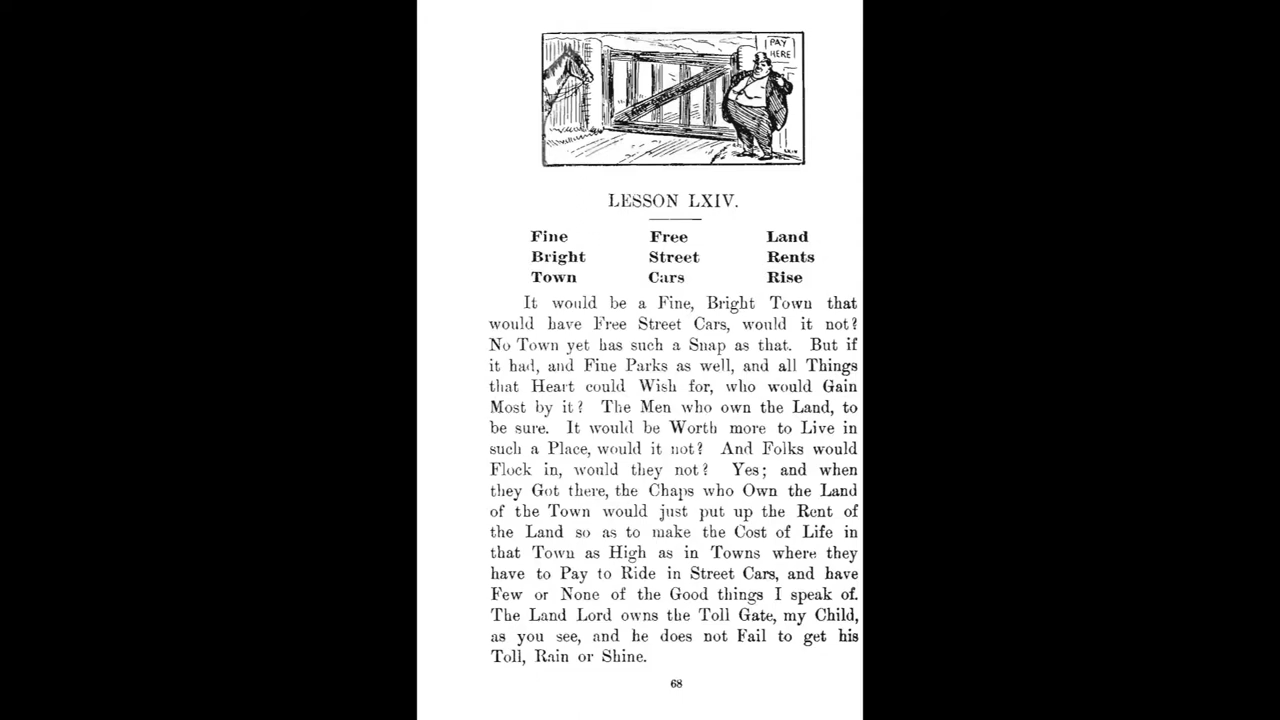 PAY
HERE
LESSON LXIV.
Fine Free Land
Bright Street Rents
Town Cars Rise
It would be a Fine, Bright Town that
would have Free Street Cars, would it not?
No Town yet has such a Snap as that. But if
it had, and Fine Parks as well, and all Things
that Heart could Wish for, who would Gain
Most by it? The Men who own the Land, to
be sure. It would be Worth more to Live in
such a Place, would it not? And Folks would
Flock in, would they not? Yes; and when
they Got there, the Chaps who Own the Land
of the Town would just put up the Rent of
the Land so as to make the Cost of Life in
that Town as High as in Towns where they
have to Pay to Ride in Street Cars, and have
Few or None of the Good things I speak of.
The Land Lord owns the Toll Gate, my Child,
as you see, and he does not Fail to get his
Toll, Rain or Shine.
68